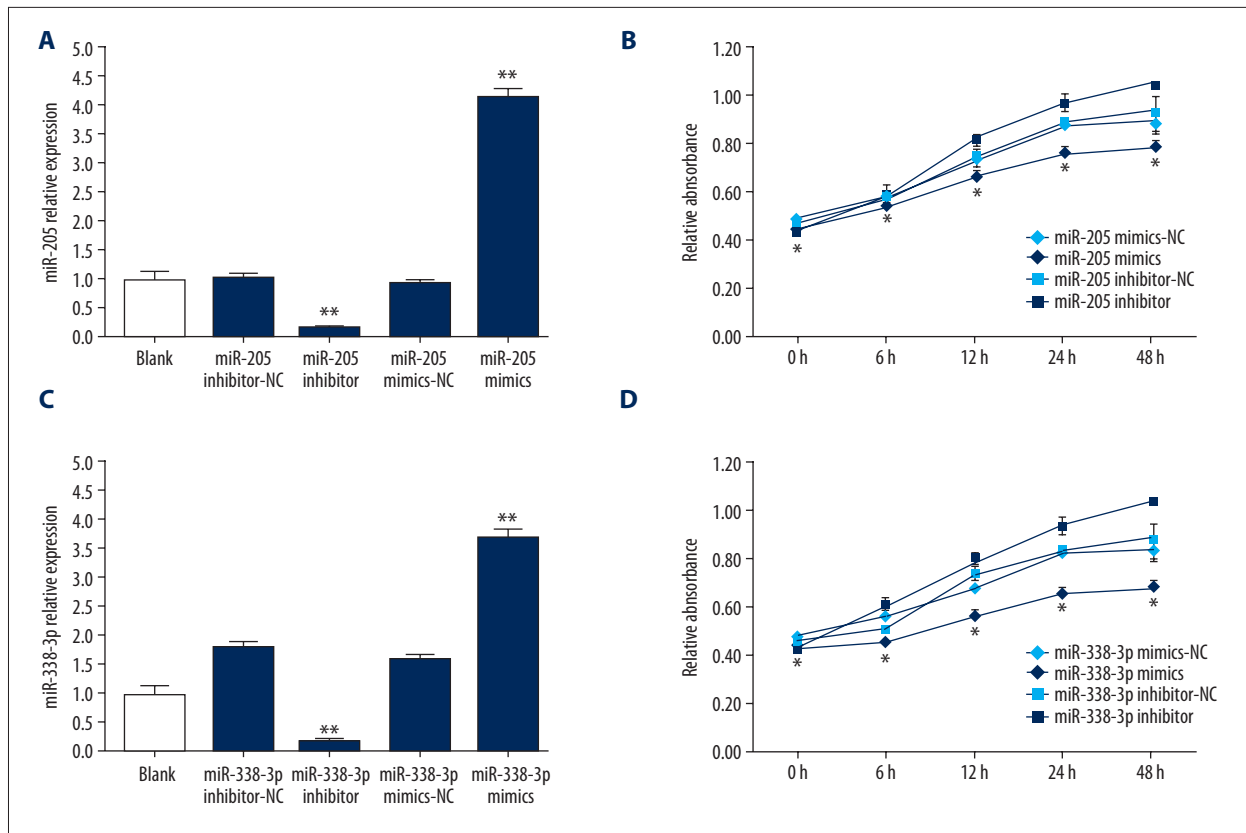 A
miR-205 relative expression
5.0
4.5
4.0
3.5
3.0
2.5
2.0
1.5
1.0
0.5
0.0
**
**
Blank
miR-205
inhibitor-NC
miR-205
inhibitor
miR-205
mimics-NC
miR-205
mimics
B
Relative abnsorbance
1.20
1.00
0.80
0.60
0.40
0.20
0.00
*
*
*
*
*
miR-205 mimics-NC
miR-205 mimics
miR-205 inhibitor-NC
miR-205 inhibitor
0 h
6 h
12 h
24 h
48 h
C
miR-338-3p relative expression
5.0
4.5
4.0
3.5
3.0
2.5
2.0
1.5
1.0
0.5
0.0
**
**
Blank
miR-338-3p
inhibitor-NC
miR-338-3p
inhibitor
miR-338-3p
mimics-NC
miR-338-3p
mimics
D
Relative abnsorbance
1.20
1.00
0.80
0.60
0.40
0.20
0.00
*
*
*
*
*
miR-338-3p mimics-NC
miR-338-3p mimics
miR-338-3p inhibitor-NC
miR-338-3p inhibitor
0 h
6 h
12 h
24 h
48 h